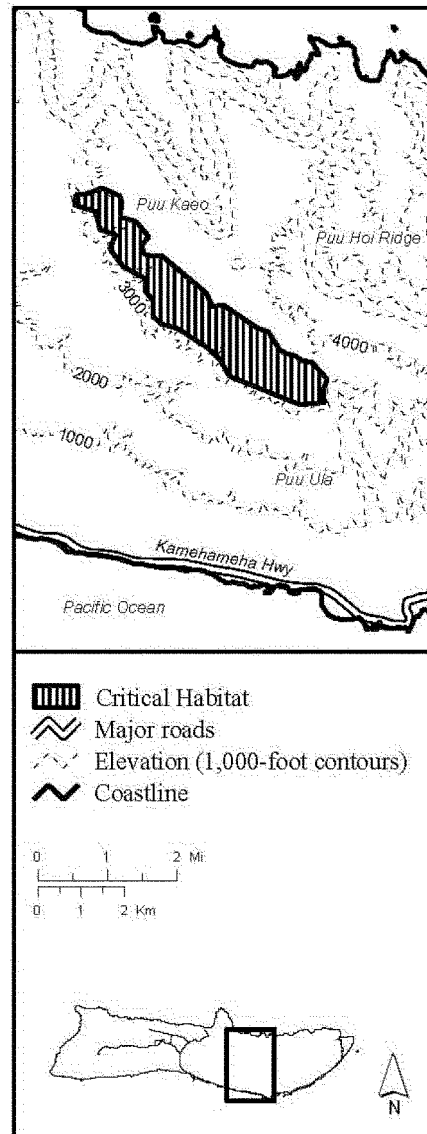 Puu Kaeo
Puu Hoi Ridge
3000
4000
2000
1000
Puu Ula
Kamehameha Hwy
Pacific Ocean
Critical Habitat
Major roads
Elevation (1,000-foot contours)
Coastline
0 1 2 Mi
0 1 2 Km
N